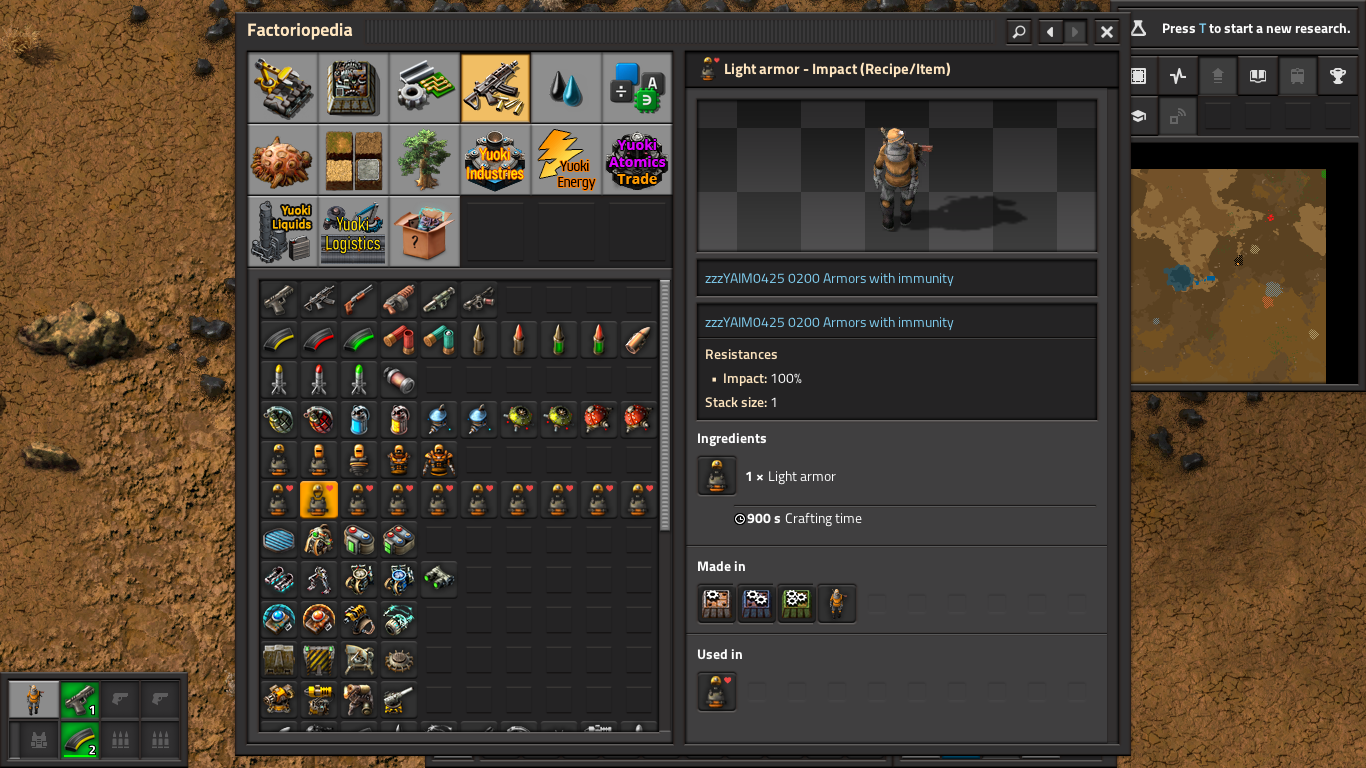 Factoriopedia
Press T to start a new research.
Light armor - Impact (Recipe/Item)
A
Yuoki
Industries
Yuoki
Energy
Yuoki
Atomics
Trade
Yuoki
Liquids
Yuoki
Logistics
?
zzzYAIM0425 0200 Armors with immunity
zzzYAIM0425 0200 Armors with immunity
Resistances
▪ Impact: 100%
Stack size: 1
Ingredients
1 × Light armor
900 s Crafting time
Made in
Used in
1
2